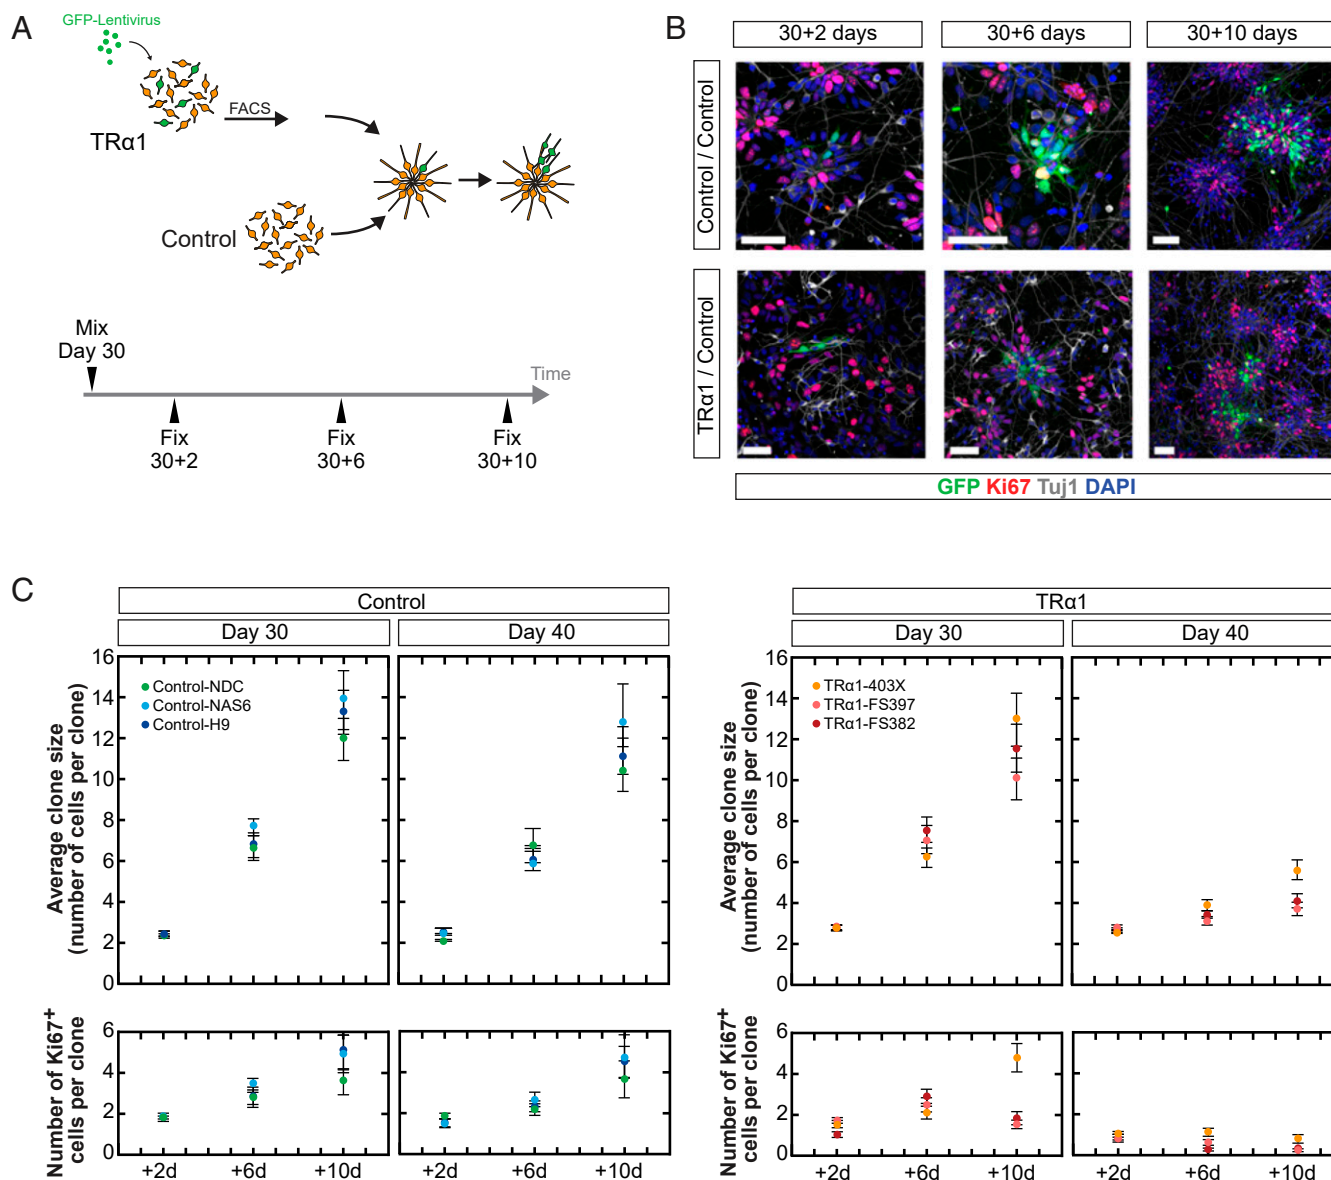 A
GFP-Lentivirus
TRα1
FACS
Control
Mix
Day 30
Time
Fix
30+2
Fix
30+6
Fix
30+10
B
30+2 days
30+6 days
30+10 days
Control / Control
TRα1 / Control
GFP Ki67 Tuj1 DAPI
C
Control
Day 30
Day 40
Average clone size
(number of cells per clone)
16
14
12
10
8
6
4
2
0
Control-NDC
Control-NAS6
Control-H9
Number of Ki67+
cells per clone
6
4
2
0
+2d
+6d
+10d
+2d
+6d
+10d
TRα1
Day 30
Day 40
Average clone size
(number of cells per clone)
16
14
12
10
8
6
4
2
0
TRα1-403X
TRα1-FS397
TRα1-FS382
Number of Ki67+
cells per clone
6
4
2
0
+2d
+6d
+10d
+2d
+6d
+10d